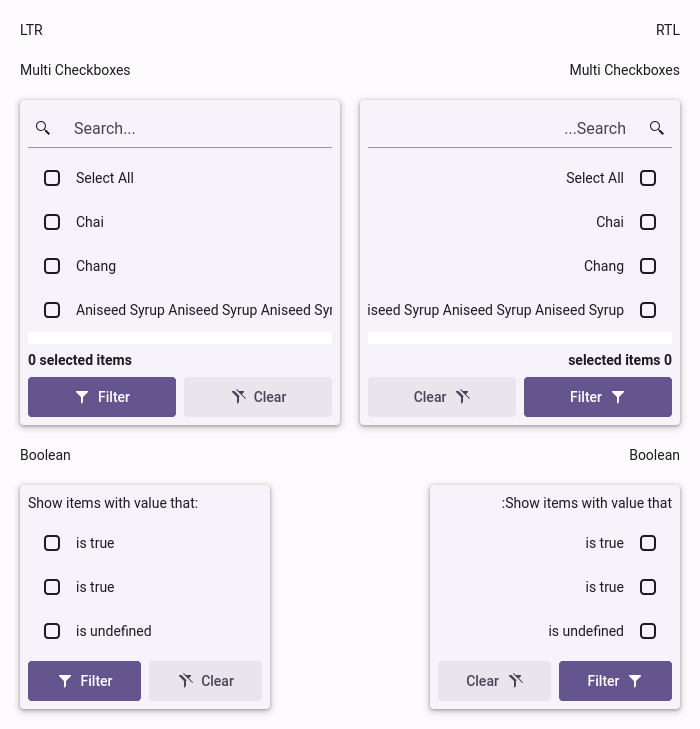 LTR
RTL
Multi Checkboxes
Multi Checkboxes
Search...
Select All
Chai
Chang
Aniseed Syrup Aniseed Syrup Aniseed
0 selected items
Filter
Clear
...Search
Select All
Chai
Chang
Syrup Aniseed Syrup Aniseed Syrup
selected items 0
Clear
Filter
Boolean
Boolean
Show items with value that:
is true
is true
is undefined
Filter
Clear
:Show items with value that
is true
is true
is undefined
Clear
Filter